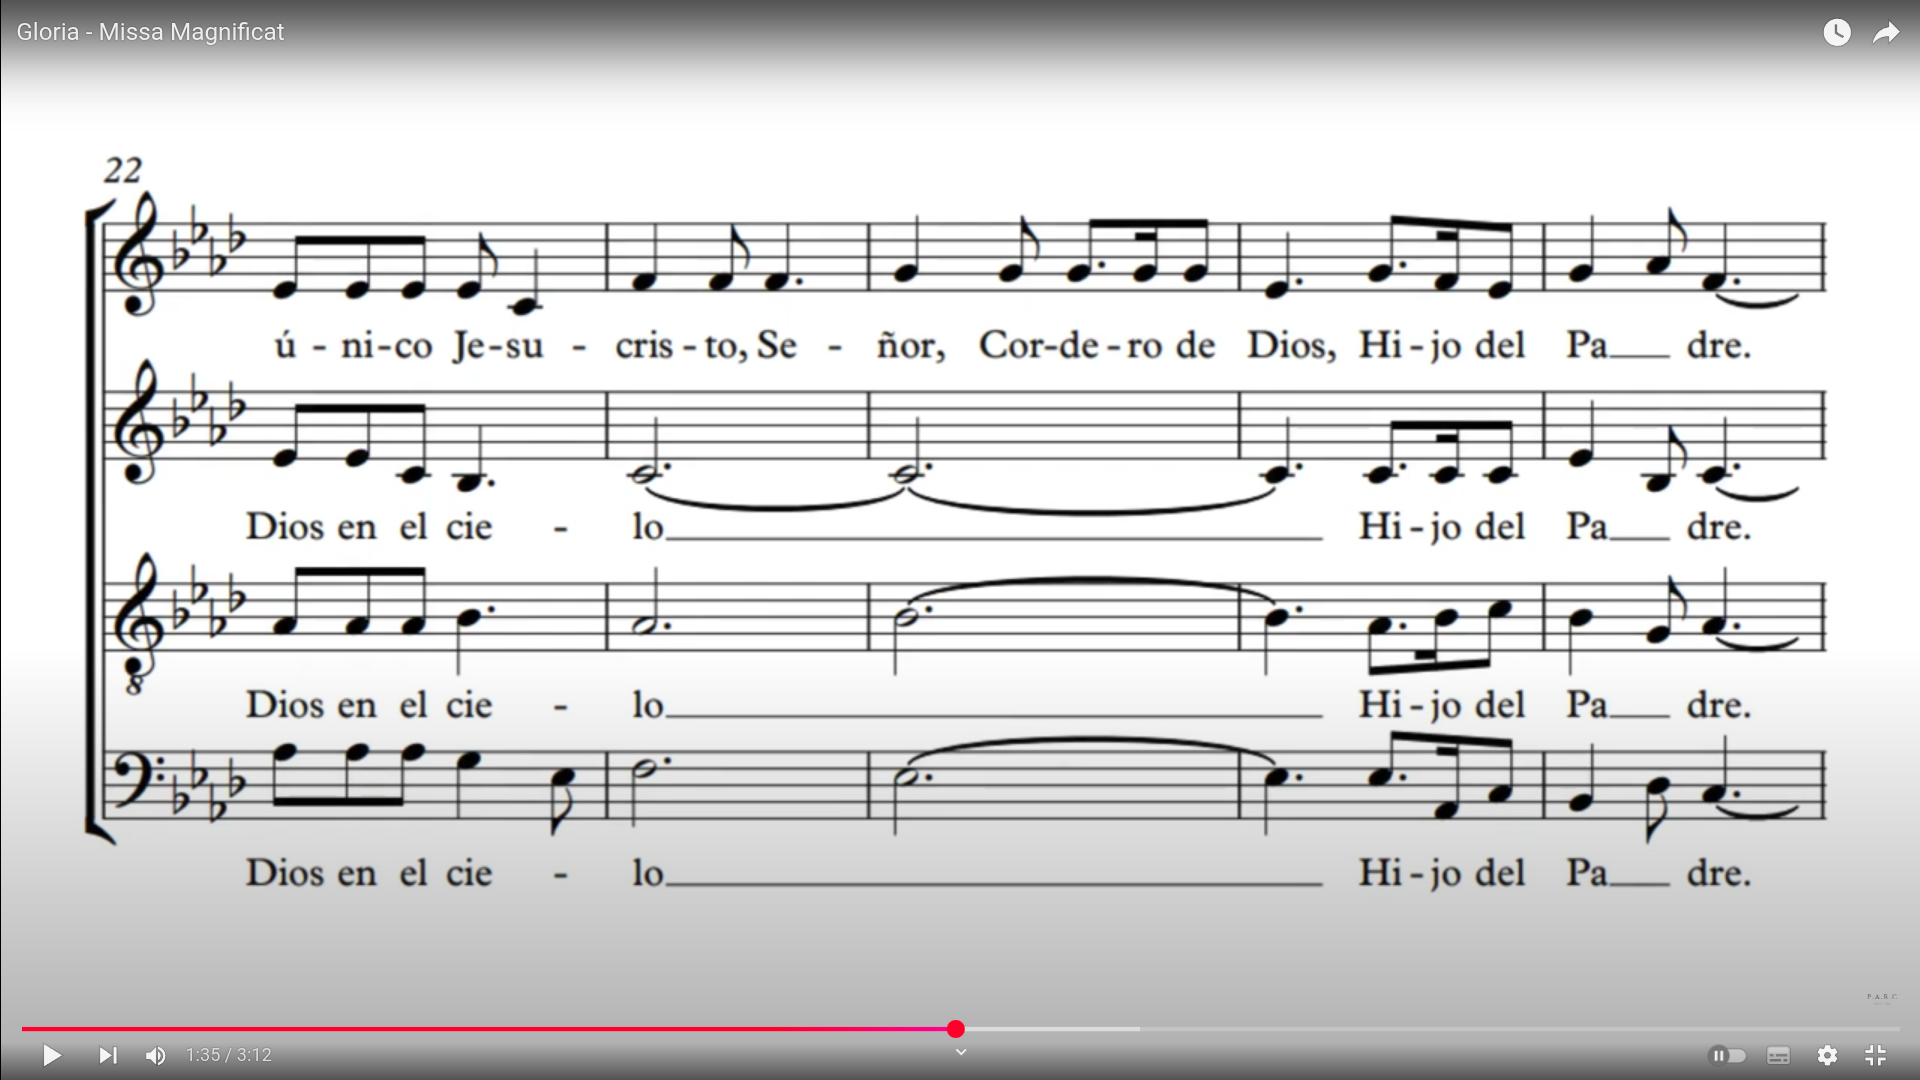 Gloria - Missa Magnificat
22
ú - ni-co Je-su - cris - to, Se - ñor, Cor-de - ro de Dios, Hi - jo del Pa___ dre.
Dios en el cie - lo___ Hi - jo del Pa___ dre.
8
Dios en el cie - lo___ Hi - jo del Pa___ dre.
Dios en el cie - lo___ Hi - jo del Pa___ dre.
P.A.R.C
1:35 / 3:12